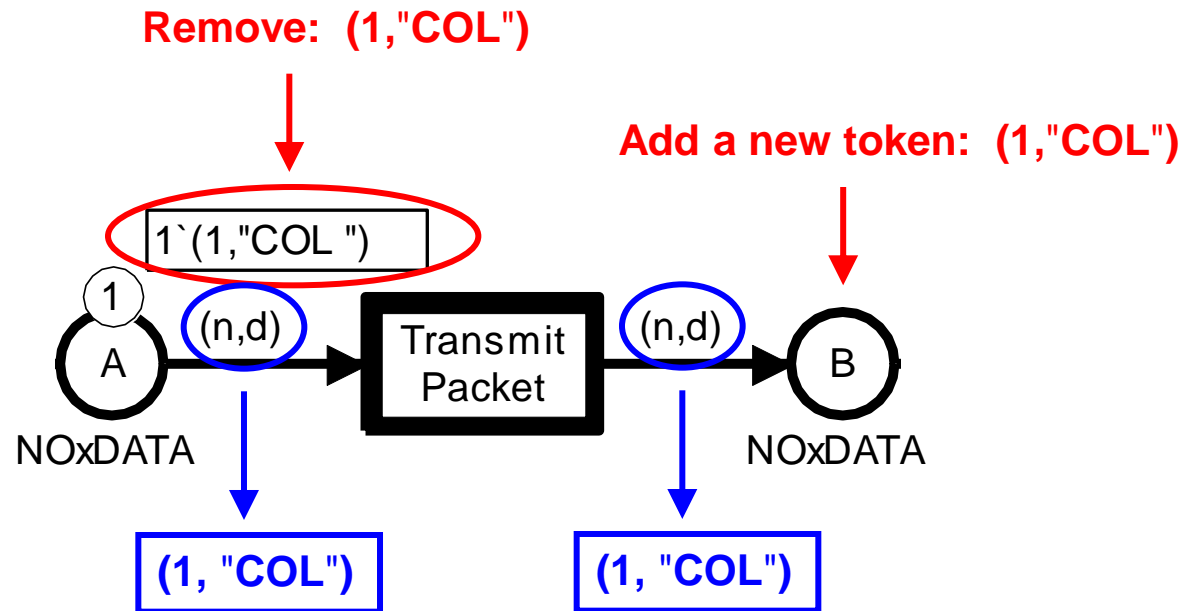 Remove: (1,"COL")
Add a new token: (1,"COL")
1`(1,"COL ")
1
(n,d)
(n,d)
A
Transmit
Packet
B
NOxDATA
NOxDATA
(1, "COL")
(1, "COL")